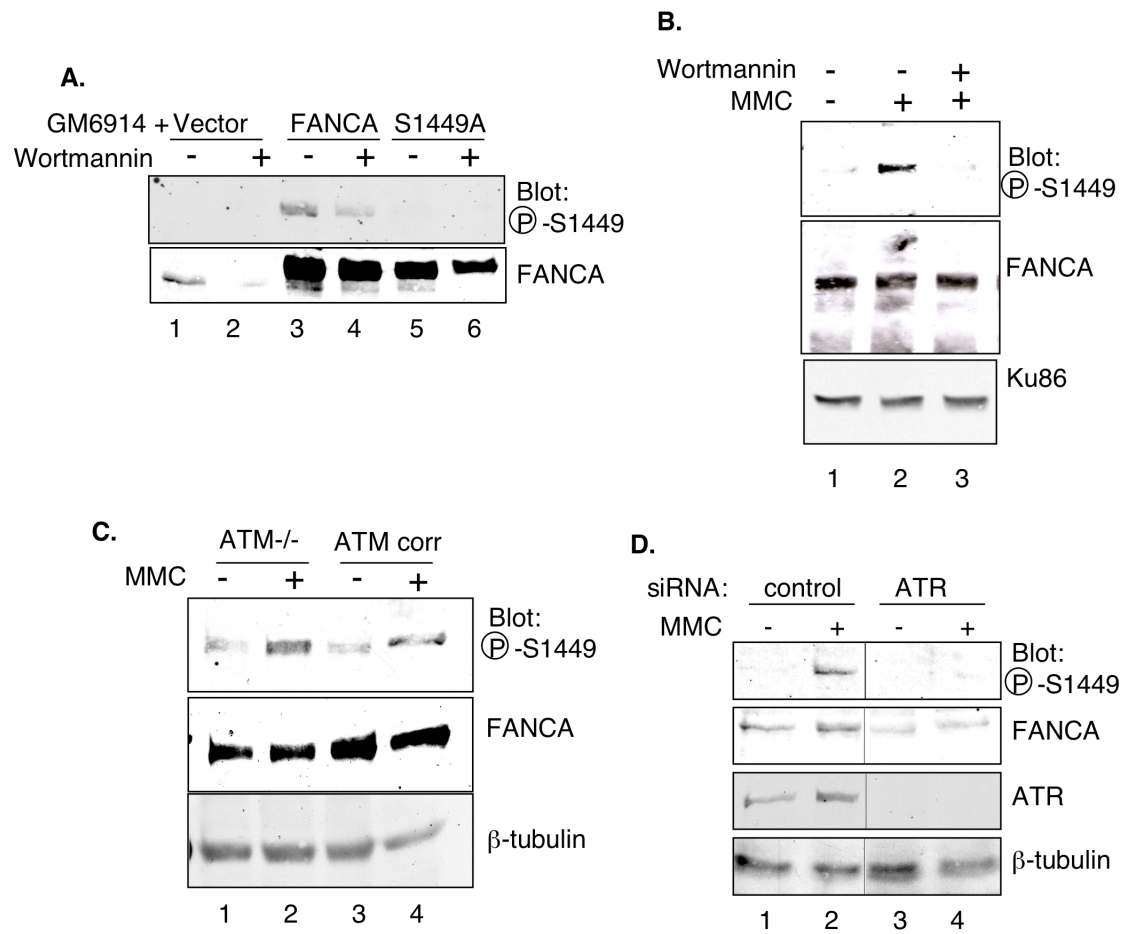 A.
GM6914 + Vector FANCA S1449A
Wortmannin - + - + - +
Blot:
Ⓟ -S1449
FANCA
1 2 3 4 5 6
B.
Wortmannin - - +
MMC - + +
Blot:
Ⓟ -S1449
FANCA
Ku86
1 2 3
C.
ATM-/- ATM corr
MMC - + - +
Blot:
Ⓟ -S1449
FANCA
β-tubulin
1 2 3 4
D.
siRNA: control ATR
MMC - + - +
Blot:
Ⓟ -S1449
FANCA
ATR
β-tubulin
1 2 3 4